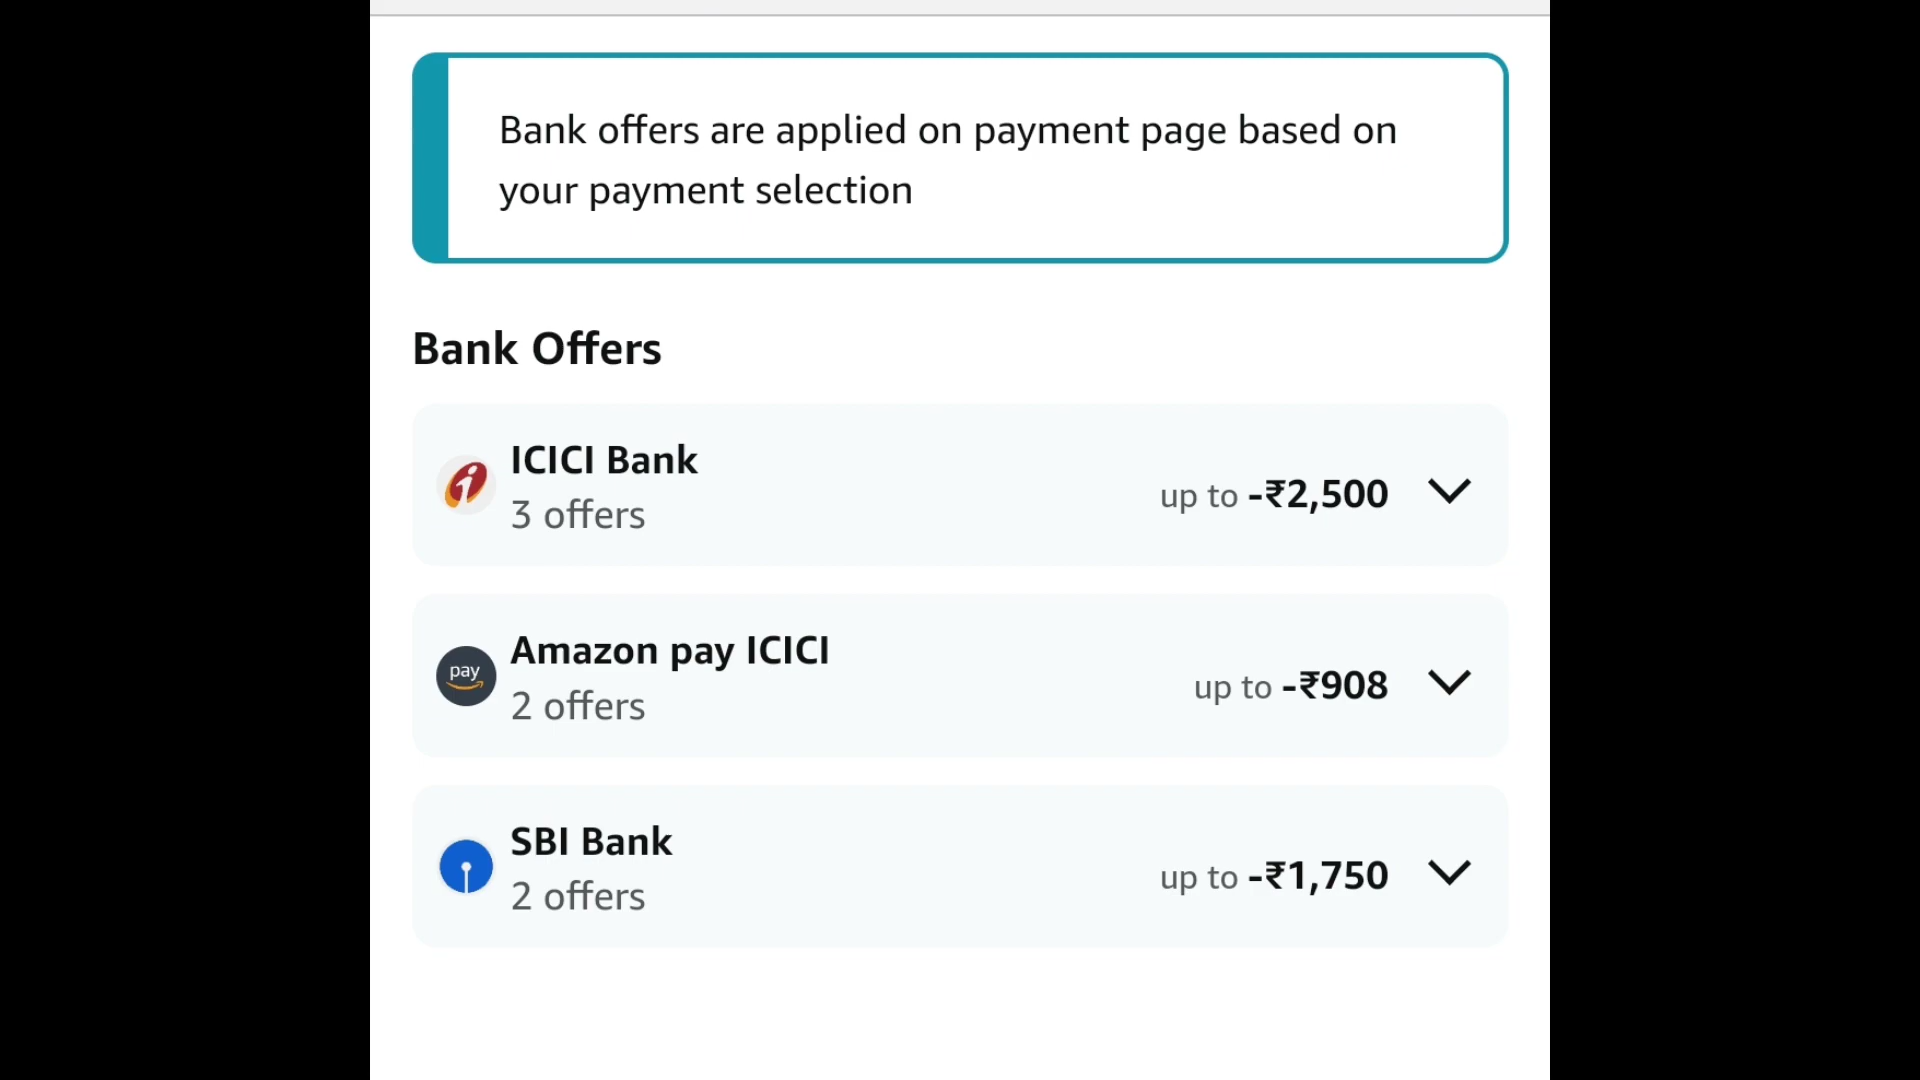 Bank offers are applied on payment page based on
your payment selection
Bank Offers
ICICI Bank
3 offers
up to -₹2,500
pay
Amazon pay ICICI
2 offers
up to -₹908
SBI Bank
2 offers
up to -₹1,750